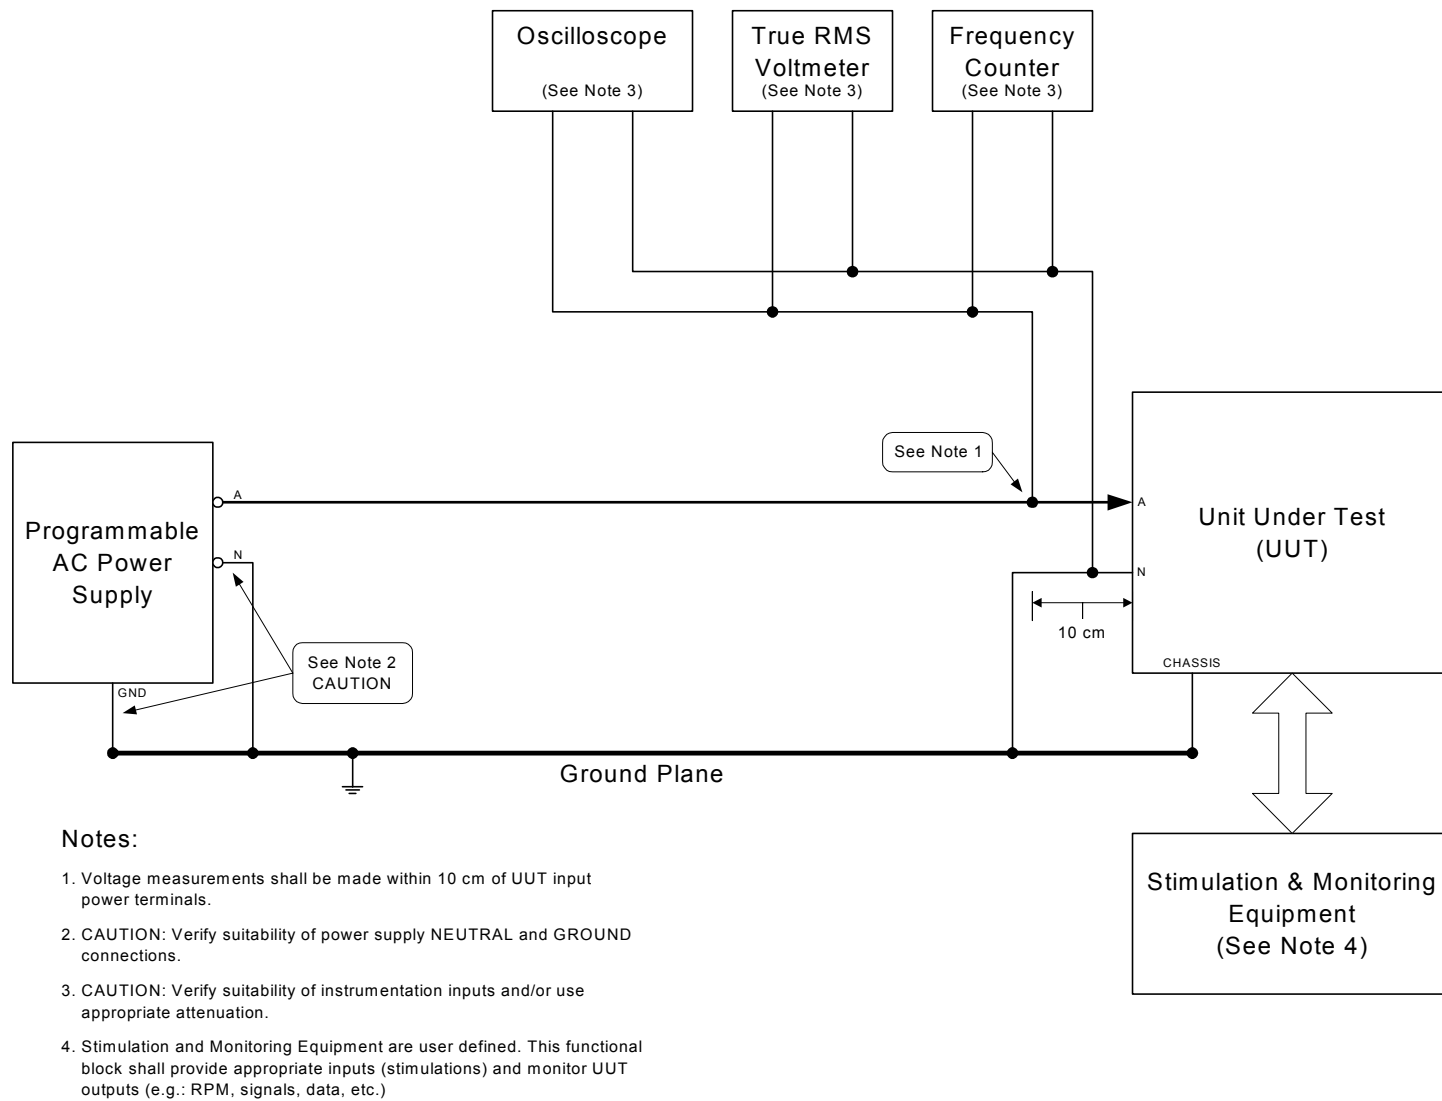 Oscilloscope
(See Note 3)
True RMS
Voltmeter
(See Note 3)
Frequency
Counter
(See Note 3)
See Note 1
Programmable
AC Power
Supply
A
N
GND
See Note 2
CAUTION
A
N
10 cm
CHASSIS
Unit Under Test
(UUT)
Ground Plane
Stimulation & Monitoring
Equipment
(See Note 4)
Notes:
1. Voltage measurements shall be made within 10 cm of UUT input
power terminals.
2. CAUTION: Verify suitability of power supply NEUTRAL and GROUND
connections.
3. CAUTION: Verify suitability of instrumentation inputs and/or use
appropriate attenuation.
4. Stimulation and Monitoring Equipment are user defined. This functional
block shall provide appropriate inputs (stimulations) and monitor UUT
outputs (e.g.: RPM, signals, data, etc.)